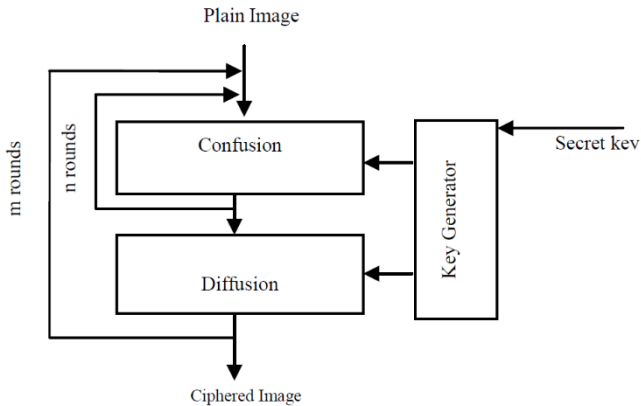 Plain Image
m rounds
n rounds
Confusion
Secret kev
Key Generator
Diffusion
Ciphered Image